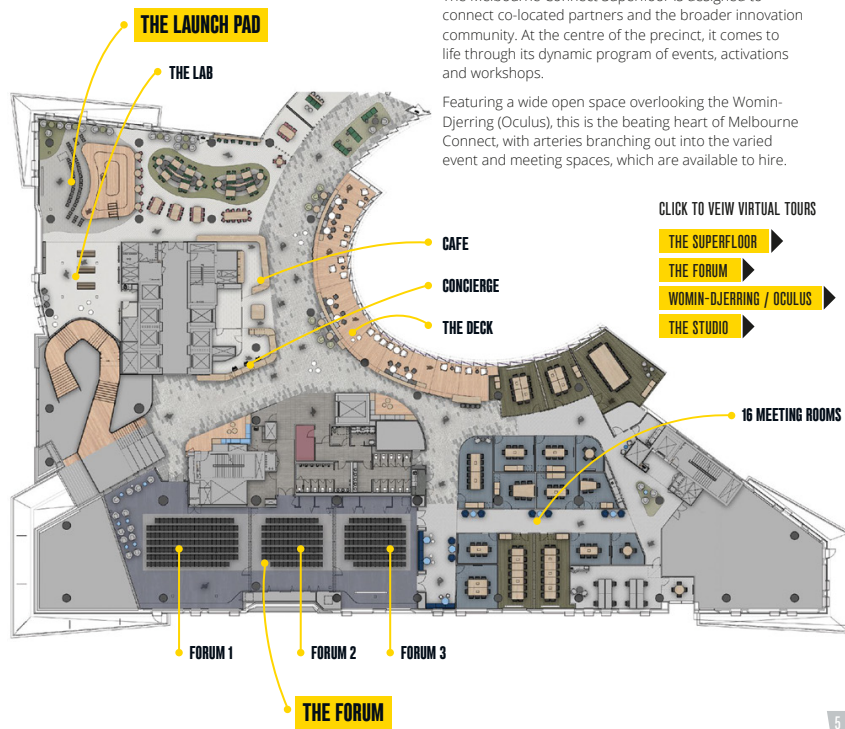 The Melbourne Connect Superfloor is designed to
connect co-located partners and the broader innovation
community. At the centre of the precinct, it comes to
life through its dynamic program of events, activations
and workshops.
Featuring a wide open space overlooking the Womin-
Djerring (Oculus), this is the beating heart of Melbourne
Connect, with arteries branching out into the varied
event and meeting spaces, which are available to hire.
THE LAUNCH PAD
THE LAB
CLICK TO VEIW VIRTUAL TOURS
THE SUPERFLOOR
THE FORUM
WOMIN-DJERRING / OCULUS
THE STUDIO
CAFE
CONCIERGE
THE DECK
16 MEETING ROOMS
FORUM 1
FORUM 2
FORUM 3
THE FORUM
5